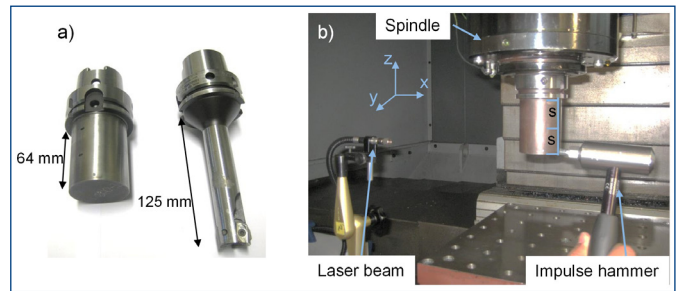 a)
64 mm
125 mm
b)
Spindle
z
x
y
S
S
Laser beam
Impulse hammer